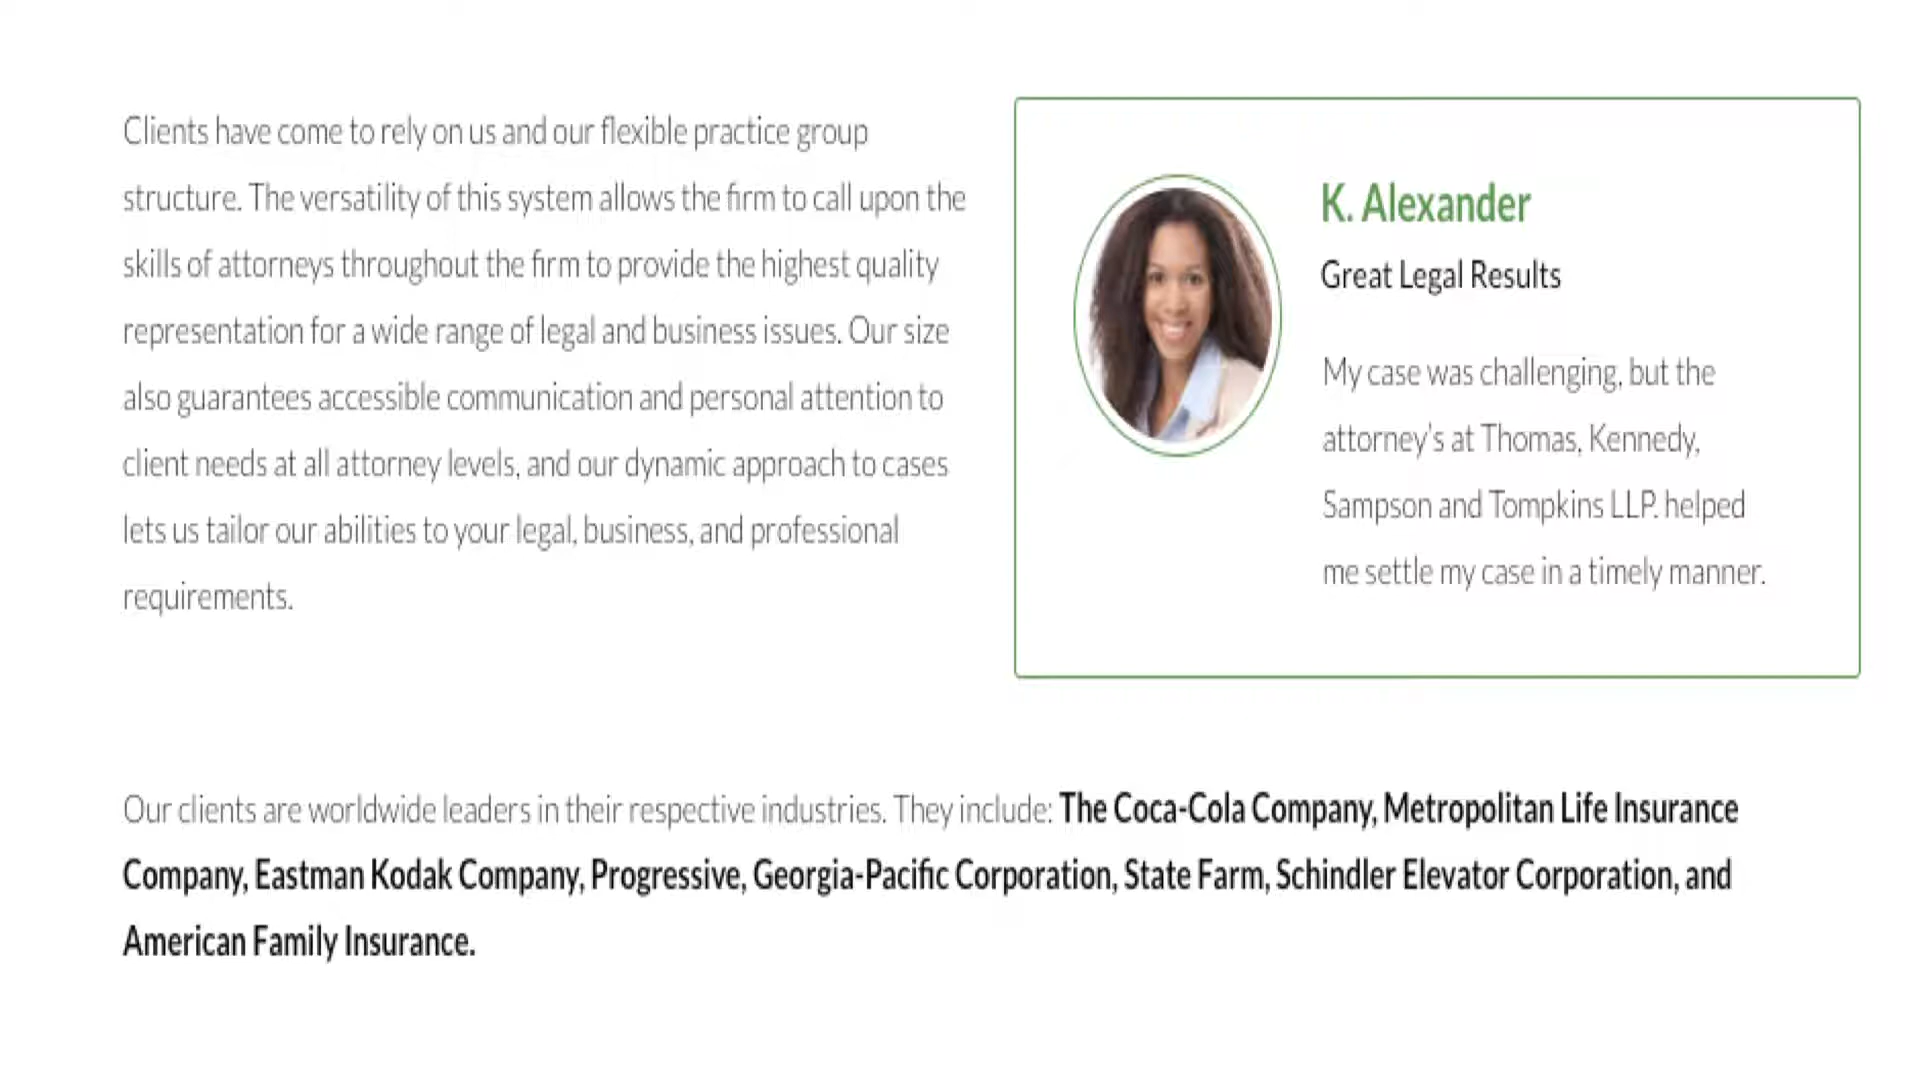 Clients have come to rely on us and our flexible practice group
structure. The versatility of this system allows the firm to call upon the
skills of attorneys throughout the firm to provide the highest quality
representation for a wide range of legal and business issues. Our size
also guarantees accessible communication and personal attention to
client needs at all attorney levels, and our dynamic approach to cases
lets us tailor our abilities to your legal, business, and professional
requirements.
K. Alexander
Great Legal Results
My case was challenging, but the
attorney's at Thomas, Kennedy,
Sampson and Tompkins LLP. helped
me settle my case in a timely manner.
Our clients are worldwide leaders in their respective industries. They include: The Coca-Cola Company, Metropolitan Life Insurance
Company, Eastman Kodak Company, Progressive, Georgia-Pacific Corporation, State Farm, Schindler Elevator Corporation, and
American Family Insurance.